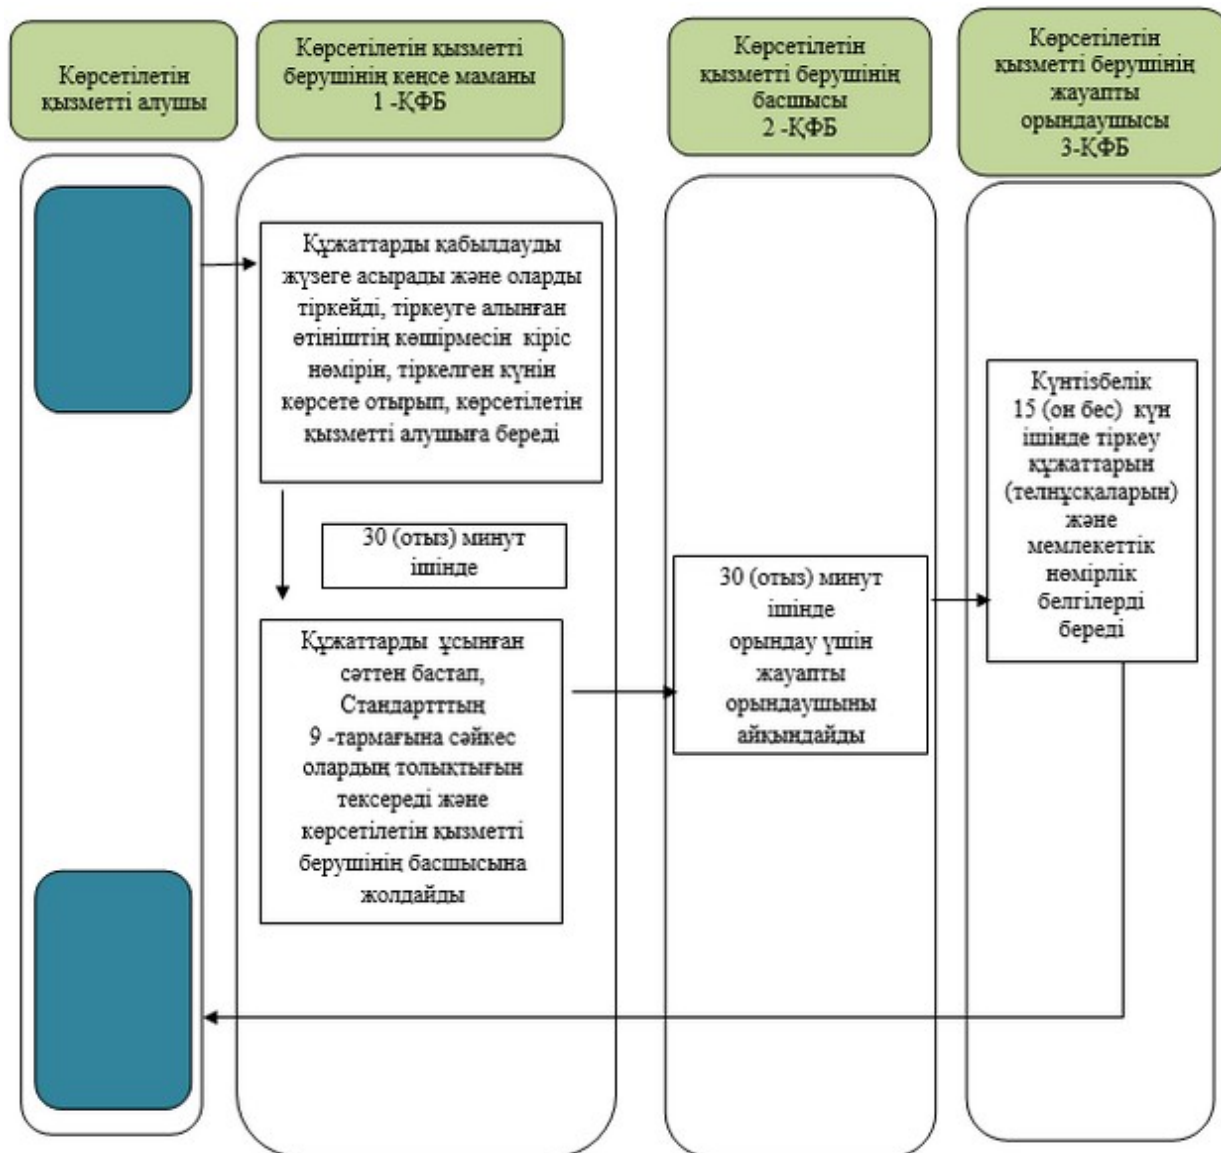 Көрсетілетін
қызметті алушы
Көрсетілетін қызметті
берушінің кеңсе маманы
1 -ҚФБ
Көрсетілетін
қызметті берушінің
басшысы
2 -ҚФБ
Көрсетілетін
қызметті берушінің
жауапты
орындаушысы
3-ҚФБ
Құжаттарды қабылдауды
жүзеге асырады және оларды
тіркейді, тіркеуге алынған
өтініштің көшірмесін кіріс
нөмірін, тіркелген күнін
көрсете отырып, көрсетілетін
қызметті алушыға береді
30 (отыз) минут
ішінде
Құжаттарды ұсынған
сәттен бастап,
Стандартттың
9 -тармағына сәйкес
олардың толықтығын
тексереді және
көрсетілетін қызметті
берушінің басшысына
жолдайды
30 (отыз) минут
ішінде
орындау үшін
жауапты
орындаушыны
айқындайды
Күнтізбелік
15 (он бес) күн
ішінде тіркеу
құжаттарын
(телнұсқаларын)
және
мемлекеттік
нөмірлік
белгілерді
береді